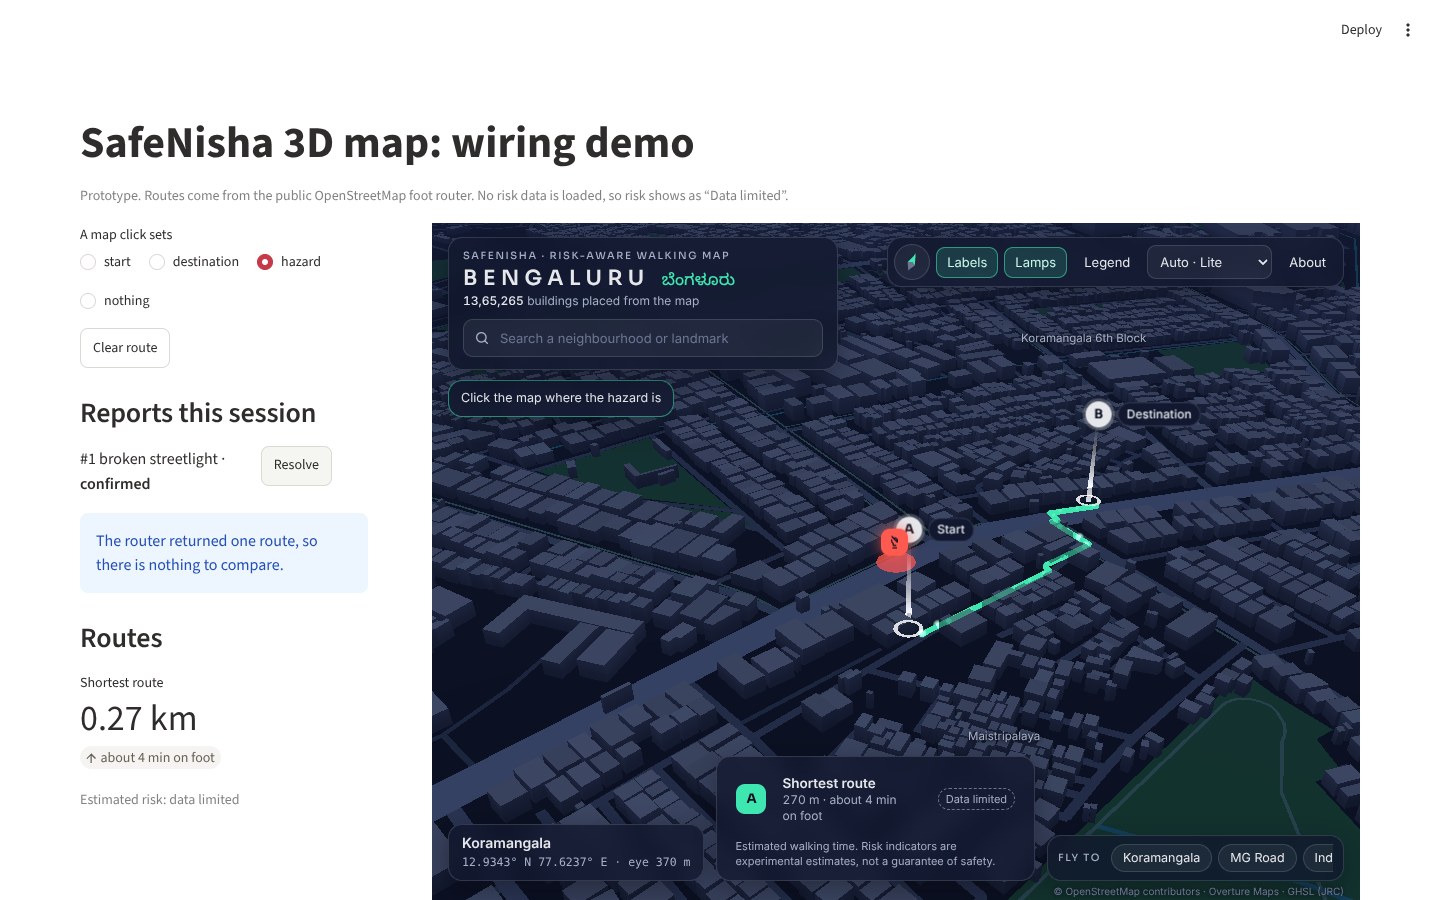 Deploy
SafeNisha 3D map: wiring demo
Prototype. Routes come from the public OpenStreetMap foot router. No risk data is loaded, so risk shows as “Data limited”.
A map click sets
start
destination
hazard
nothing
Clear route
Reports this session
#1 broken streetlight ·
confirmed
Resolve
The router returned one route, so
there is nothing to compare.
Routes
Shortest route
0.27 km
↑ about 4 min on foot
Estimated risk: data limited
SAFENISHA · RISK-AWARE WALKING MAP
BENGALURU ಬೆಂಗಳೂರು
13,65,265 buildings placed from the map
Search a neighbourhood or landmark
Click the map where the hazard is
Labels
Lamps
Legend
Auto · Lite
About
Koramangala 6th Block
B Destination
A Start
Maistripalaya
A
Shortest route
270 m · about 4 min
on foot
Data limited
Estimated walking time. Risk indicators are
experimental estimates, not a guarantee of safety.
Koramangala
12.9343° N 77.6237° E · eye 370 m
FLY TO
Koramangala
MG Road
Ind
© OpenStreetMap contributors · Overture Maps · GHSL (JRC)